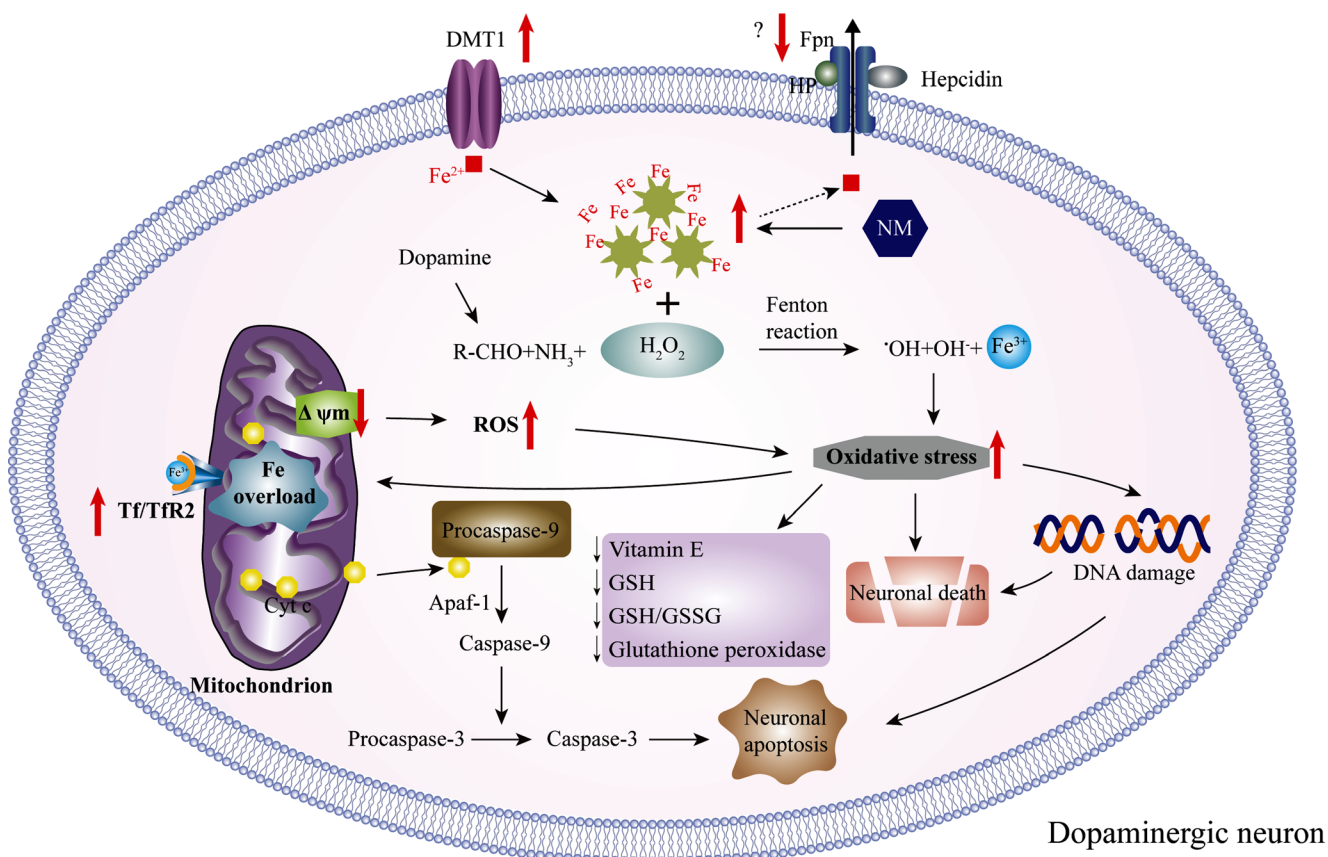 ?
DMT1
Fpn
HP
Hepcidin
Fe²⁺
Fe
Fe
Fe
Fe
Fe
Fe
Fe
Fe
Fe
Fe
NM
Dopamine
+
Fenton
reaction
R-CHO+NH₃+
H₂O₂
·OH+OH⁻+
Fe³⁺
Δ ψm
ROS
Oxidative stress
Fe³⁺
Tf/TfR2
Fe
overload
Procaspase-9
Vitamin E
GSH
GSH/GSSG
Glutathione peroxidase
Neuronal death
DNA damage
Cyt c
Apaf-1
Caspase-9
Mitochondrion
Procaspase-3
Caspase-3
Neuronal
apoptosis
Dopaminergic neuron